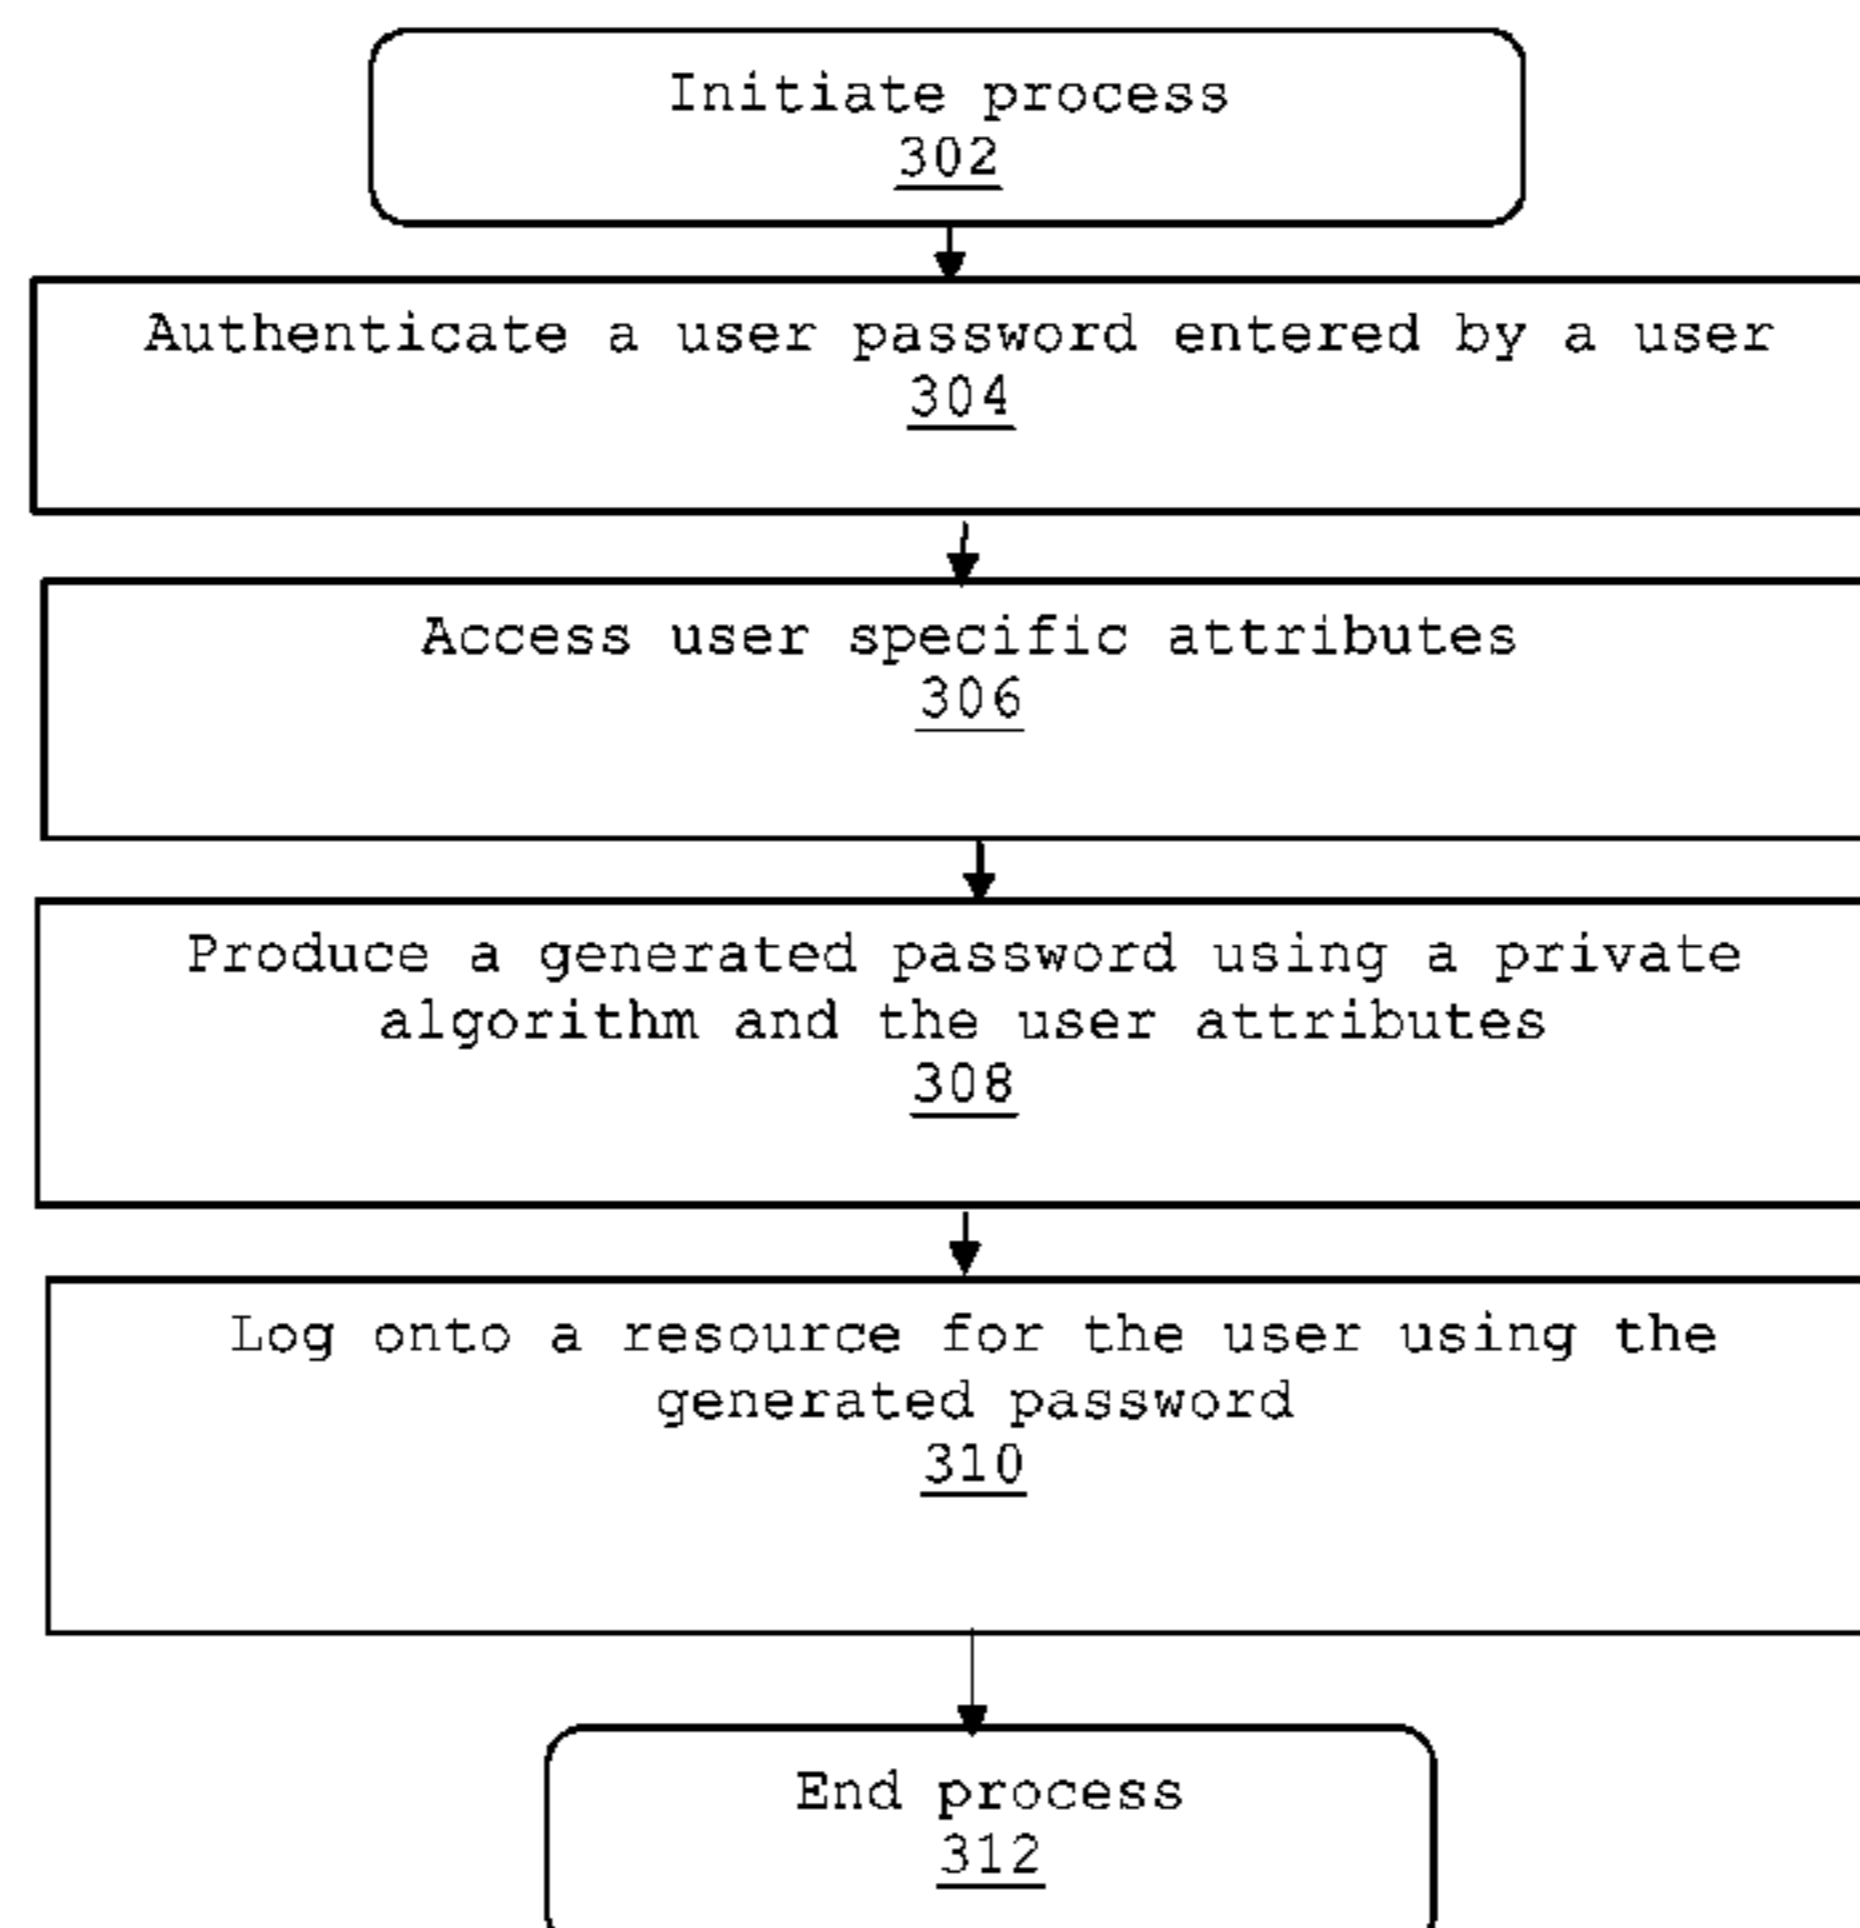 Initiate process
302
Authenticate a user password entered by a user
304
Access user specific attributes
306
Produce a generated password using a private
algorithm and the user attributes
308
Log onto a resource for the user using the
generated password
310
End process
312